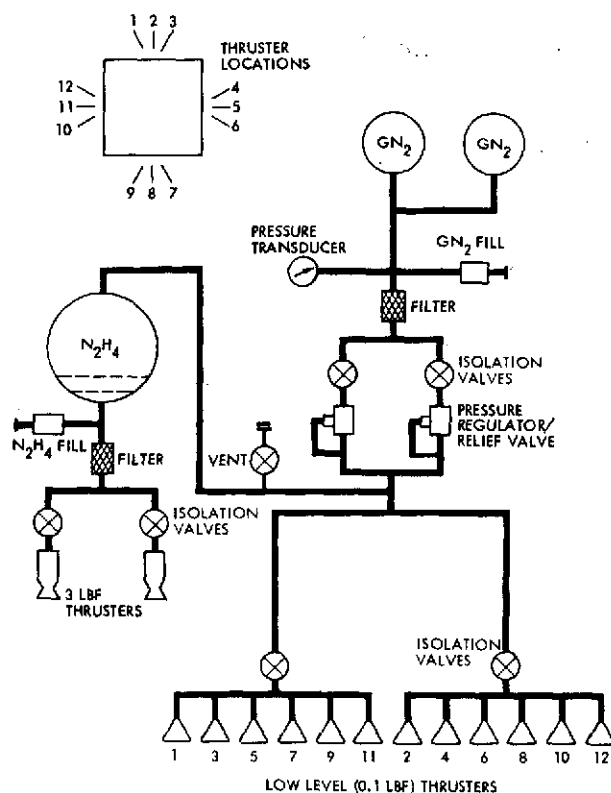 1 2 3
THRUSTER
LOCATIONS
12
11
10
4
5
6
9 8 7
GN2
GN2
PRESSURE
TRANSDUCER
GN2 FILL
FILTER
N2H4
ISOLATION
VALVES
PRESSURE
REGULATOR/
RELIEF VALVE
N2H4 FILL
FILTER
VENT
ISOLATION
VALVES
3 LBF
THRUSTERS
ISOLATION
VALVES
1 3 5 7 9 11
2 4 6 8 10 12
LOW LEVEL (0.1 LBF) THRUSTERS